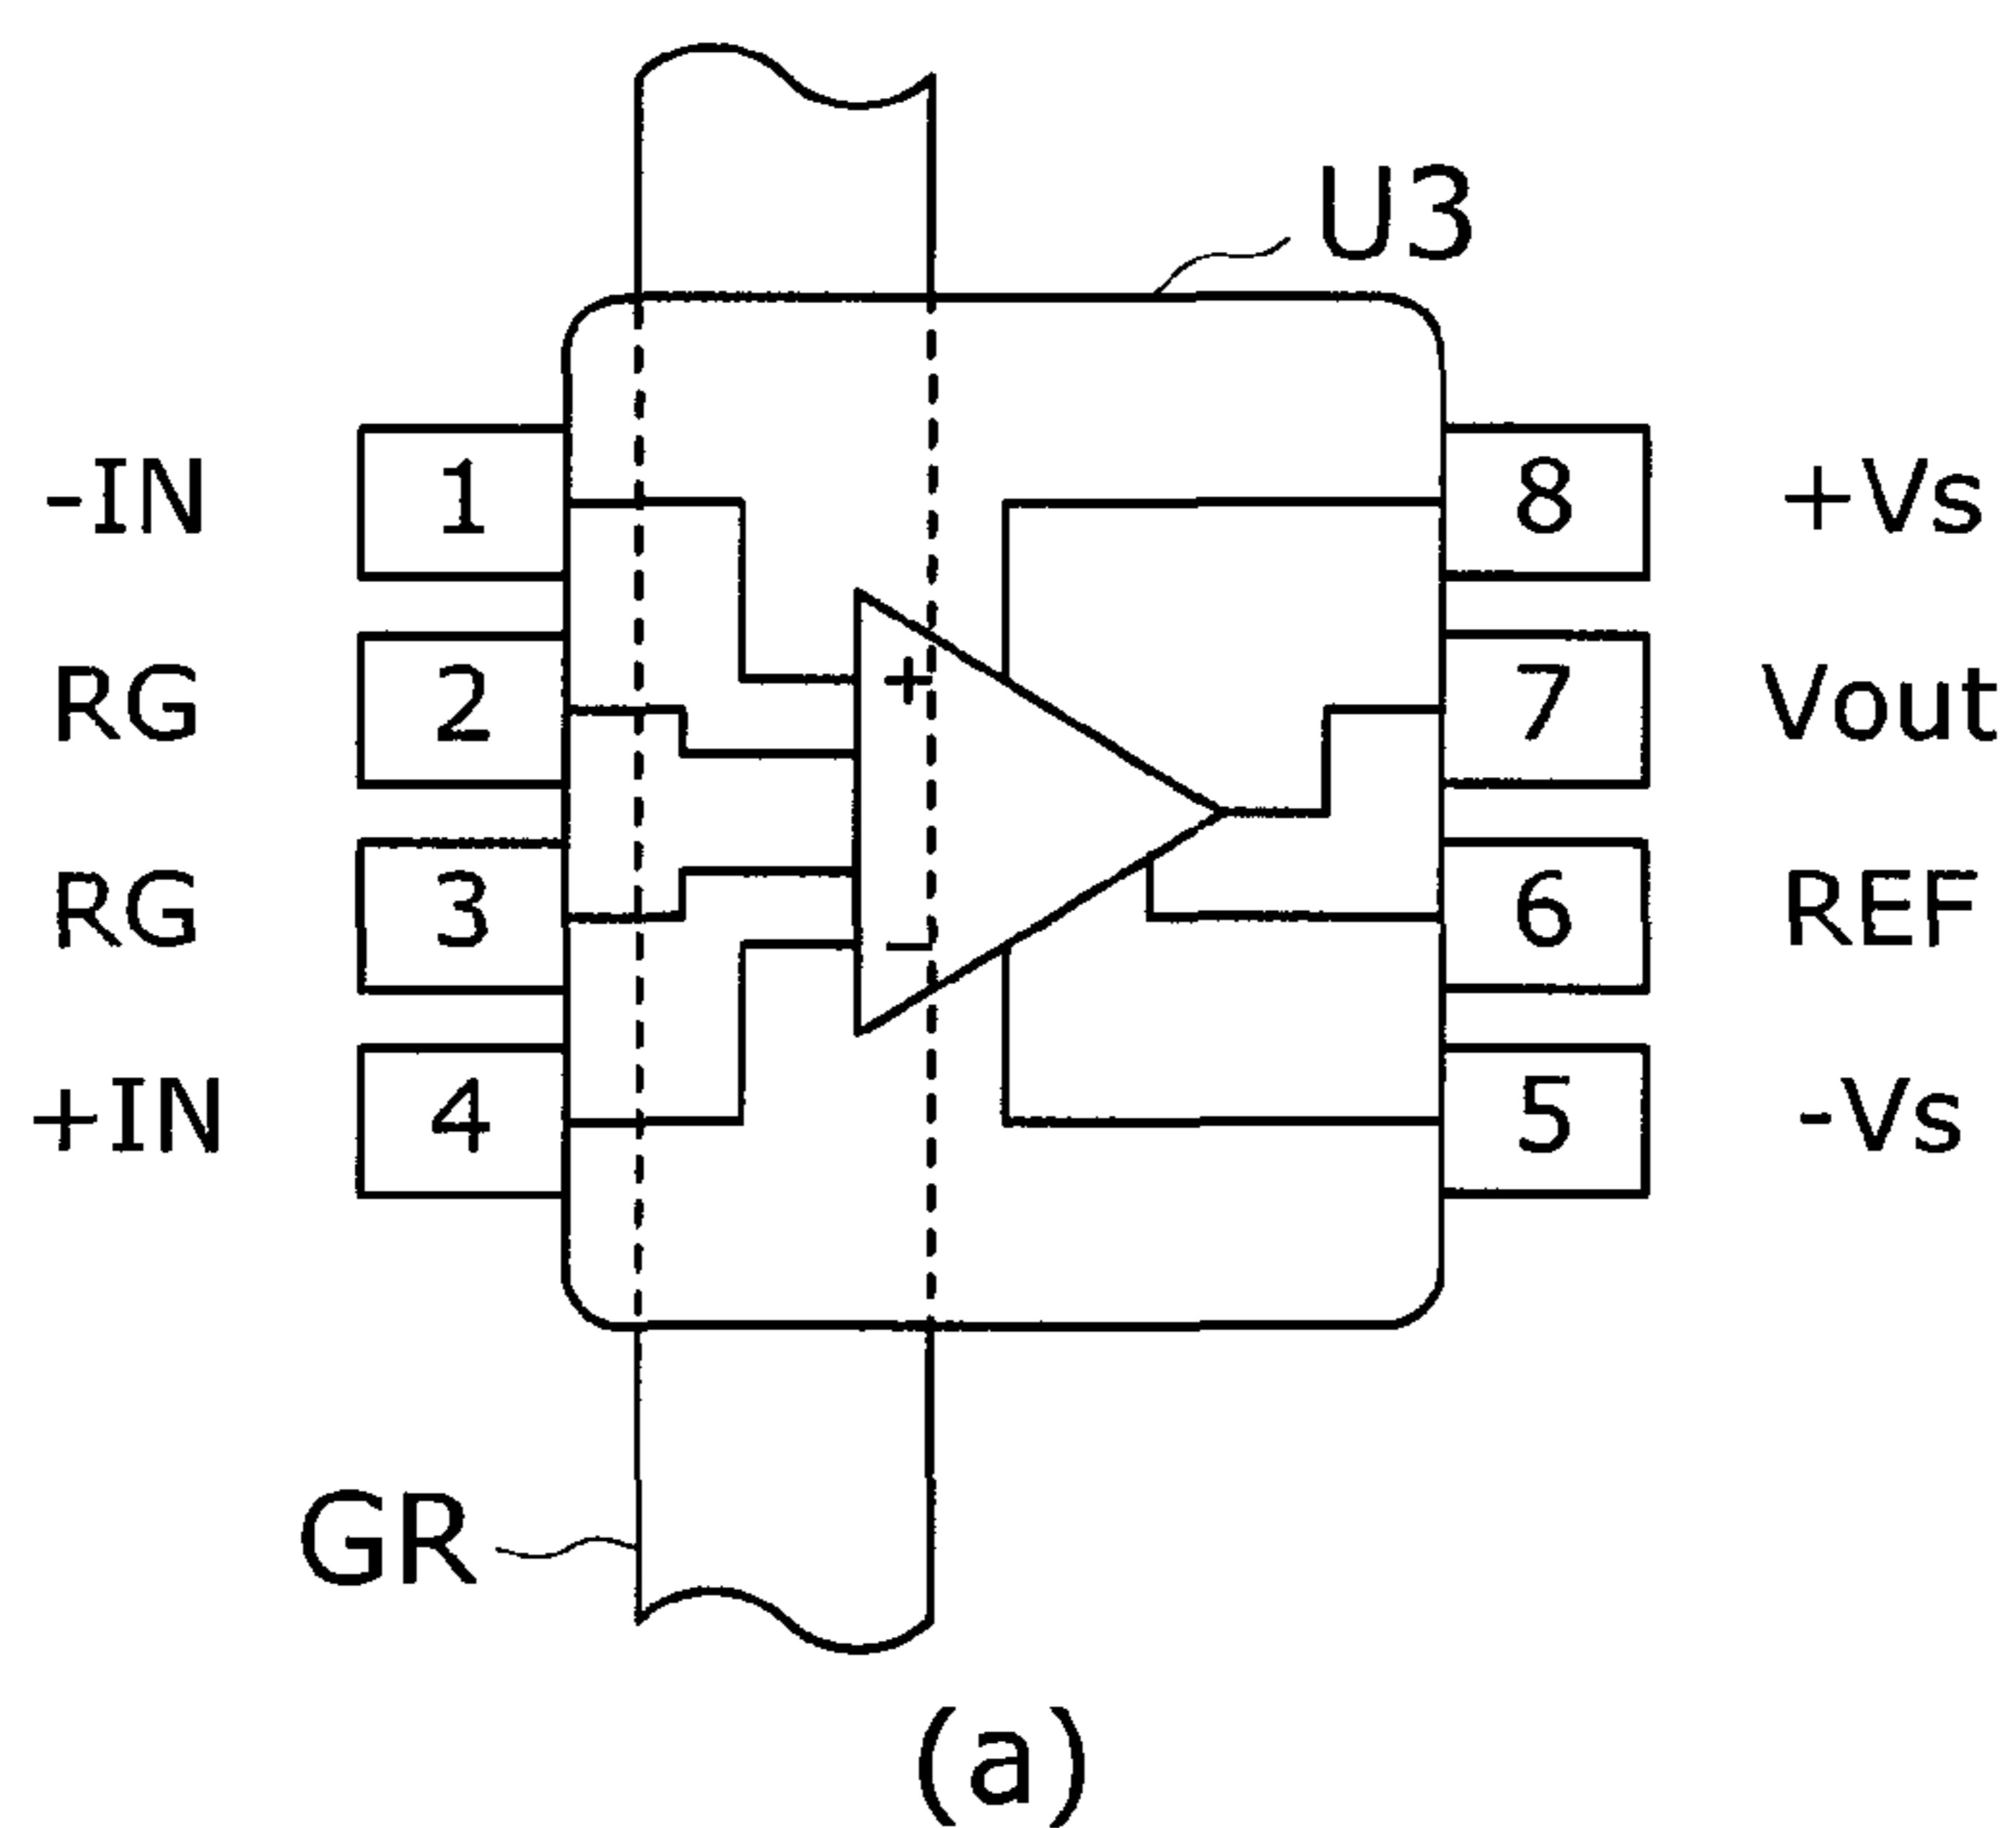 U3
-IN 1 8 +Vs
+
RG 2 7 Vout
RG 3 6 REF
−
+IN 4 5 -Vs
GR
(a)